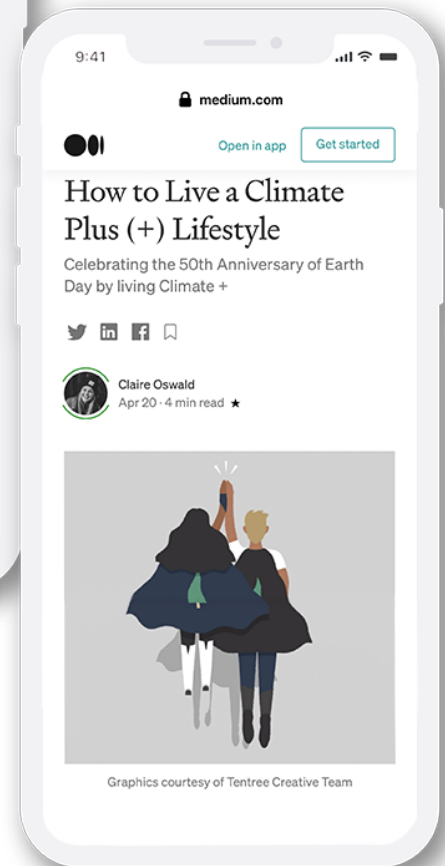 9:41
medium.com
Open in app
Get started
How to Live a Climate
Plus (+) Lifestyle
Celebrating the 50th Anniversary of Earth
Day by living Climate +
Claire Oswald
Apr 20 · 4 min read ★
Graphics courtesy of Tentree Creative Team